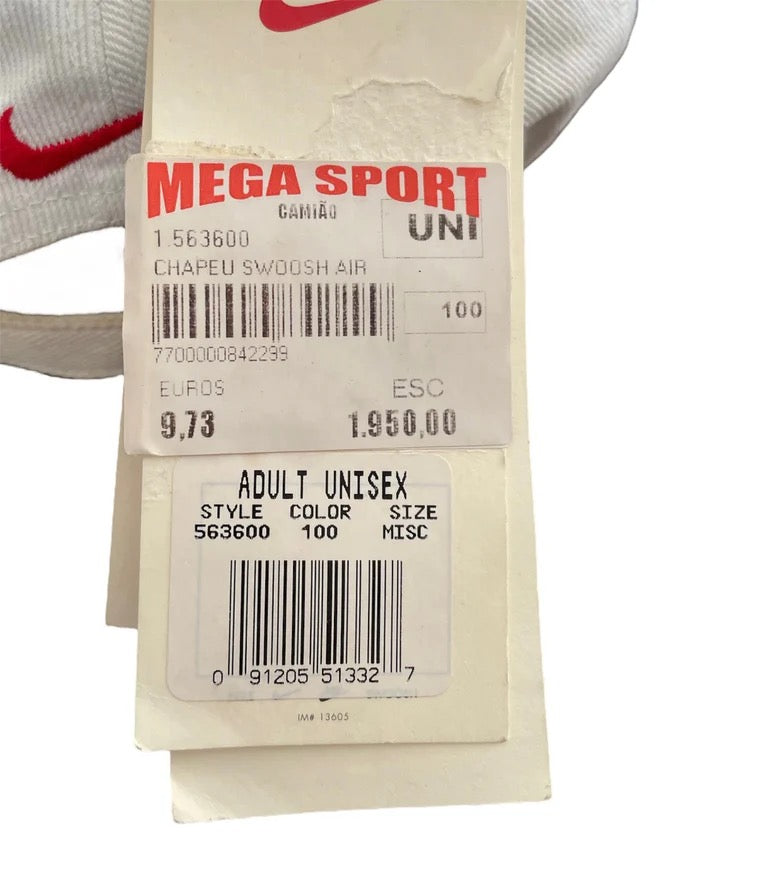 MEGA SPORT
CAMIÃO
UNI
1.563600
CHAPEU SWOOSH AIR
100
7700000842299
EUROS ESC
9,73 1.950,00
ADULT UNISEX
STYLE COLOR SIZE
563600 100 MISC
0 91205 51332 7
IM# 13605